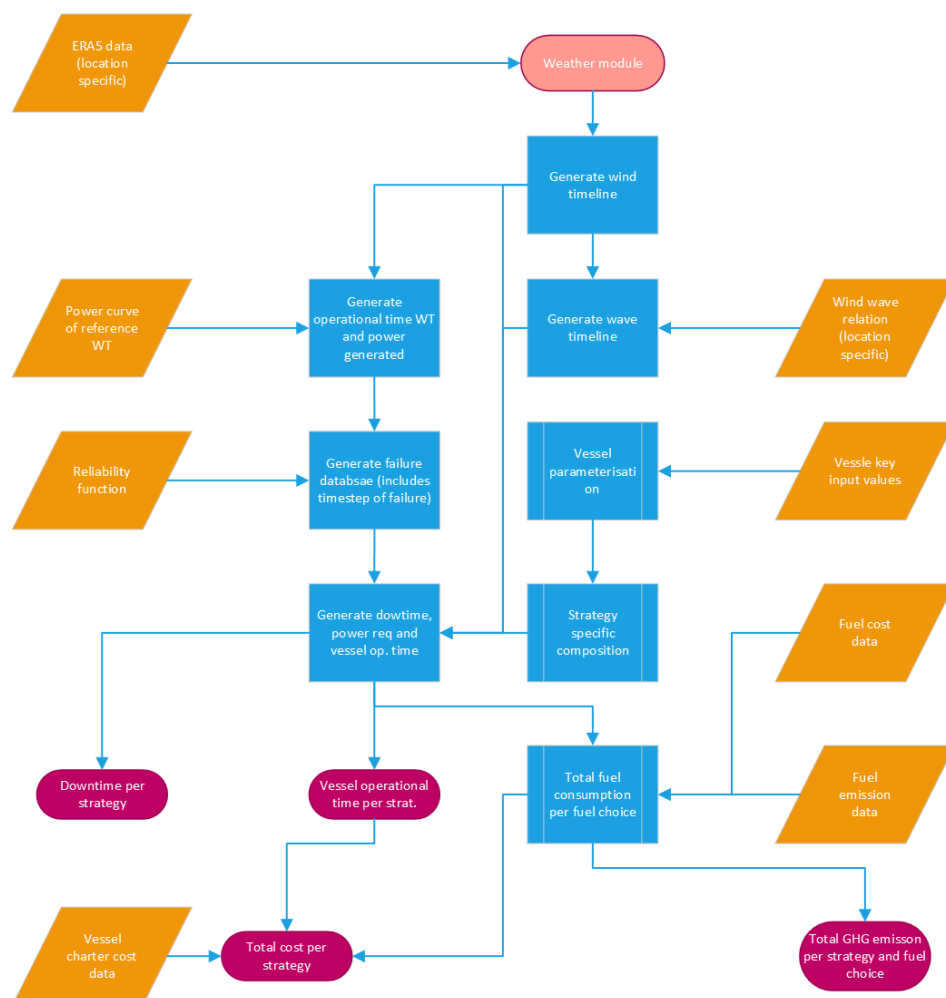 ERA5 data
(location
specific)
Weather module
Generate wind
timeline
Power curve
of reference
WT
Generate
operational time WT
and power
generated
Generate wave
timeline
Wind wave
relation
(location
specific)
Reliability
function
Generate failure
databsae (includes
timestep of failure)
Vessel
parameterisati
on
Vessle key
input values
Generate dowtime,
power req and
vessel op. time
Strategy
specific
composition
Fuel cost
data
Downtime per
strategy
Vessel operational
time per strat.
Total fuel
consumption
per fuel choice
Fuel
emission
data
Vessel
charter cost
data
Total cost per
strategy
Total GHG emisson
per strategy and fuel
choice